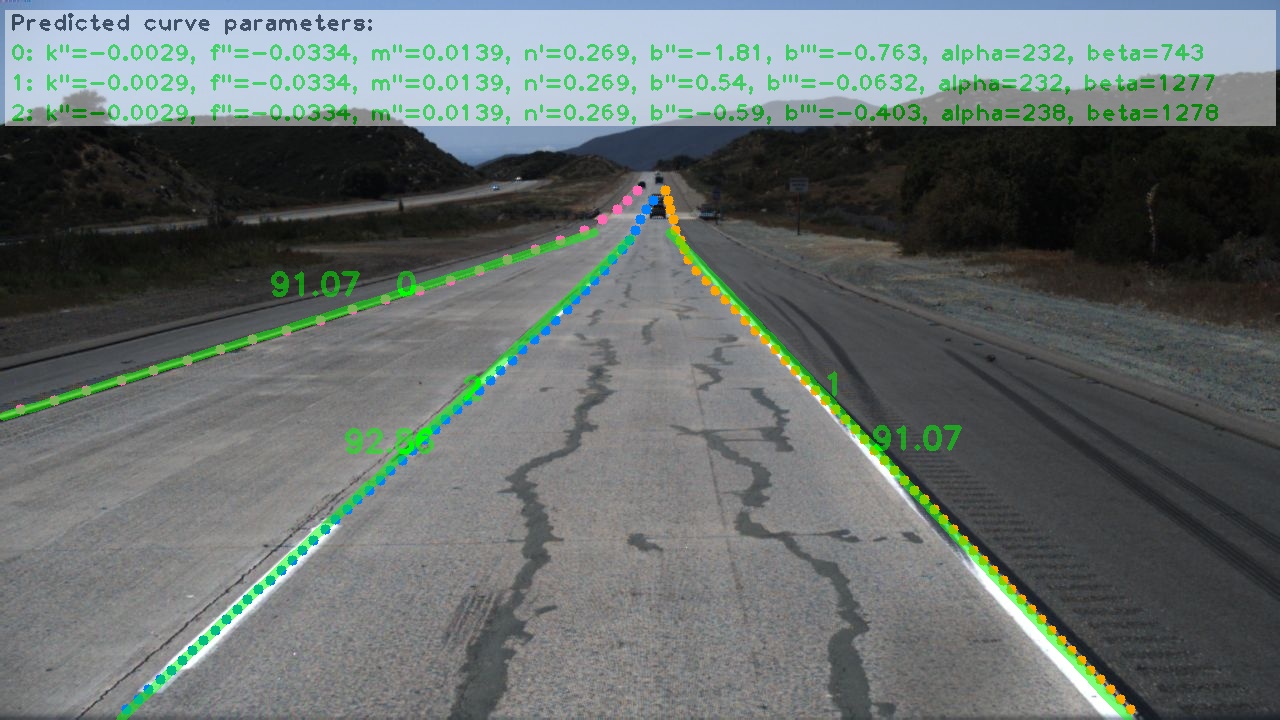 Predicted curve parameters:
0: k''=-0.0029, f''=-0.0334, m''=0.0139, n'=0.269, b''=-1.81, b'''=-0.763, alpha=232, beta=743
1: k''=-0.0029, f''=-0.0334, m''=0.0139, n'=0.269, b''=0.54, b'''=-0.0632, alpha=232, beta=1277
2: k''=-0.0029, f''=-0.0334, m''=0.0139, n'=0.269, b''=-0.59, b'''=-0.403, alpha=238, beta=1278
91.07 0
2 1
91.07